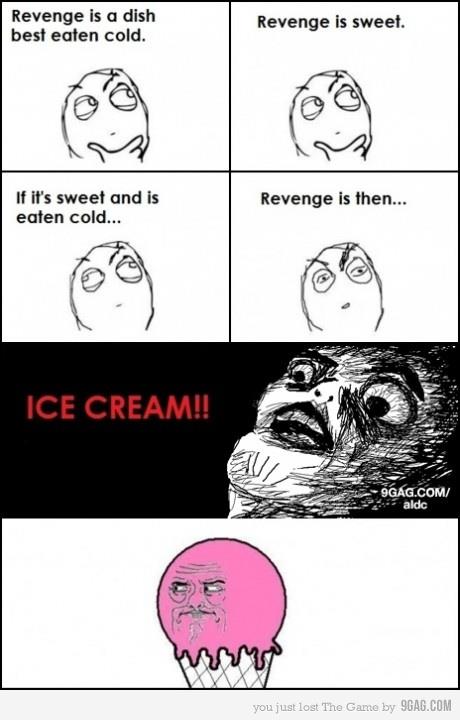 Revenge is a dish
best eaten cold.
Revenge is sweet.
If it's sweet and is
eaten cold...
Revenge is then...
ICE CREAM!!
9GAG.COM/
aldc
you just lost The Game by 9GAG.COM